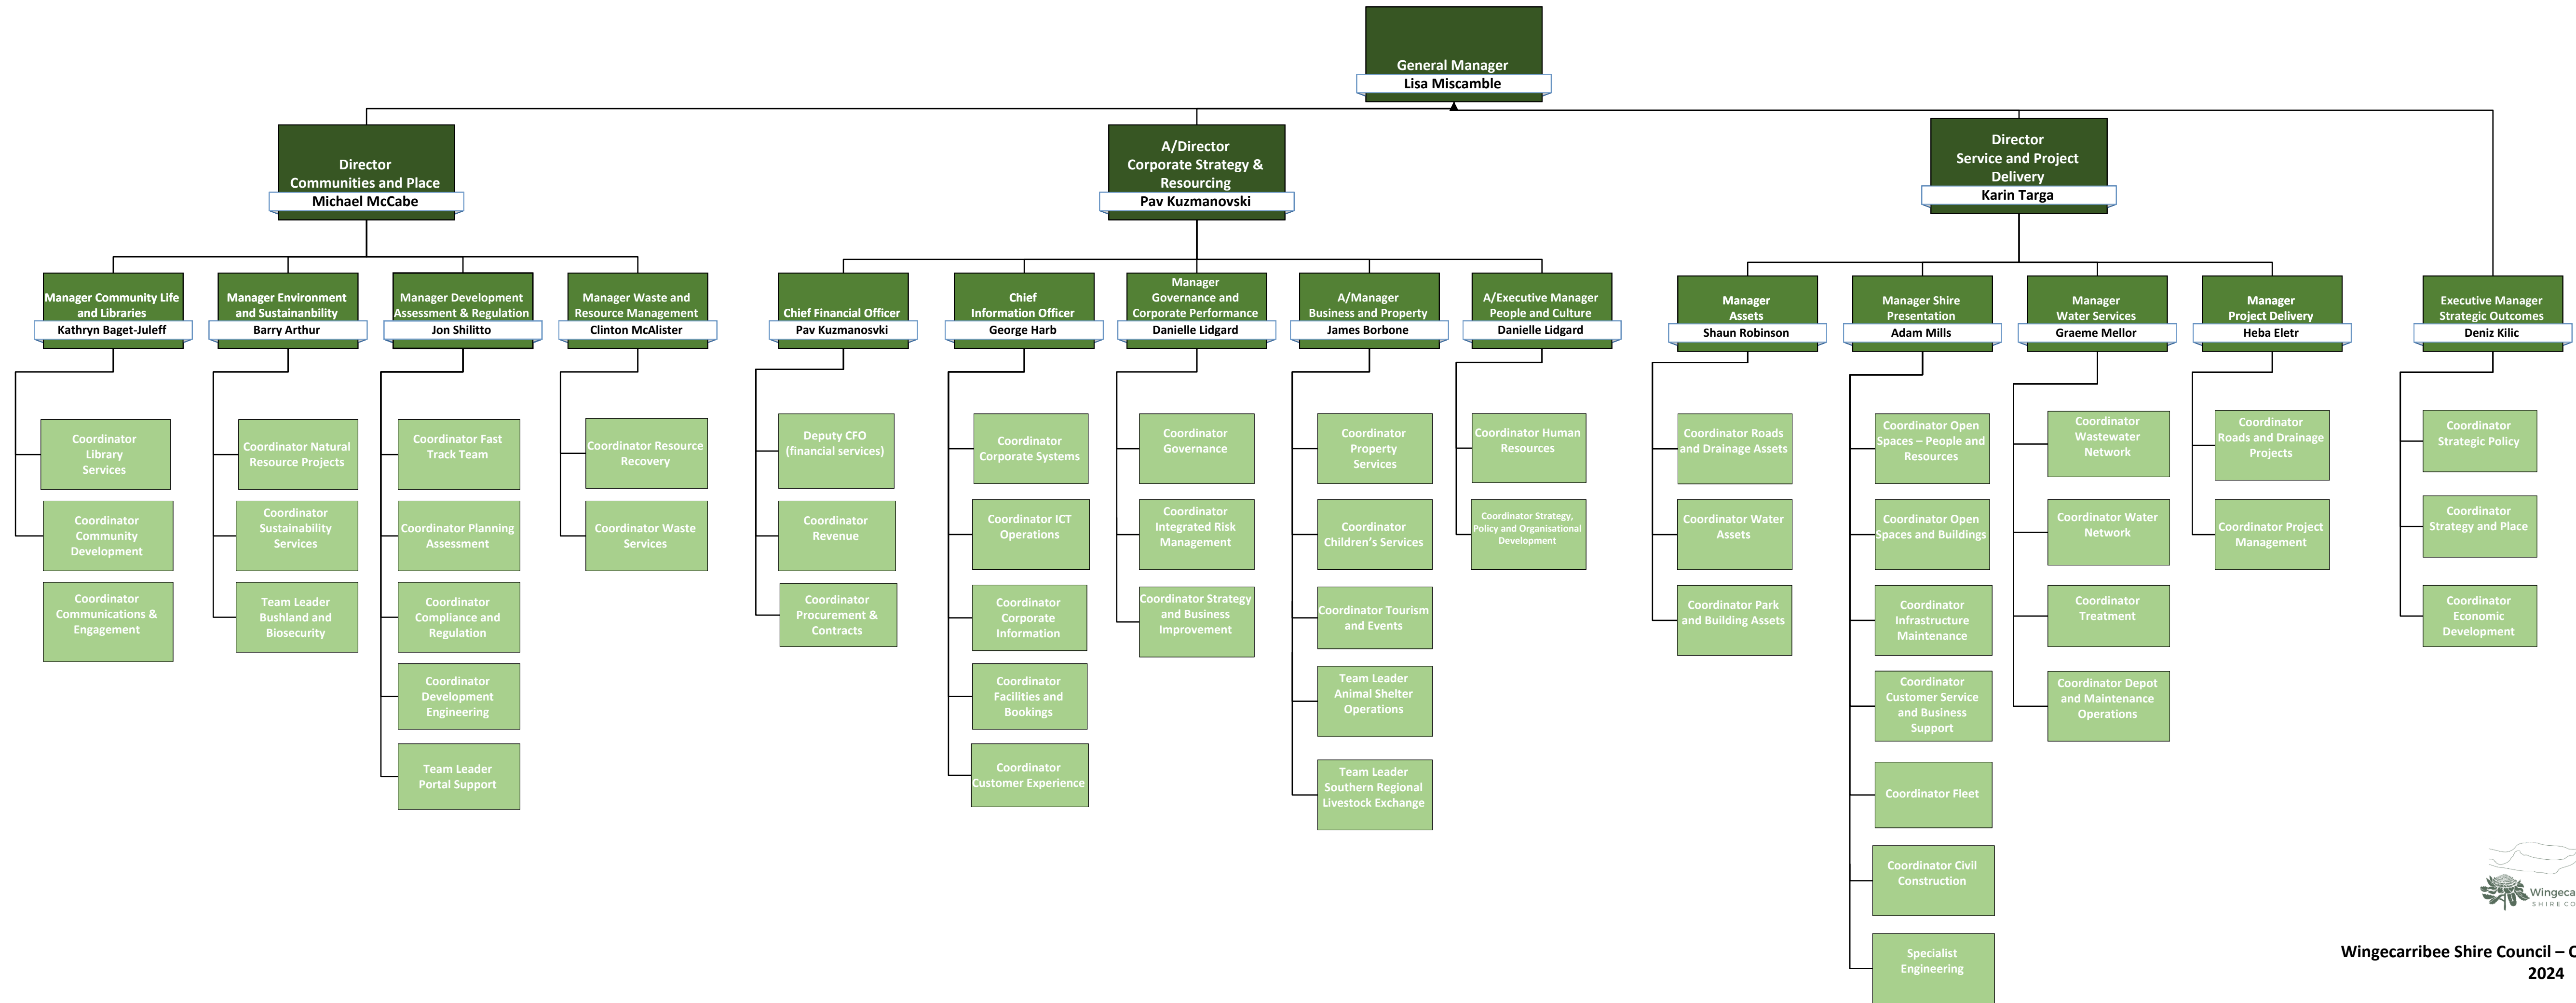 General Manager
Lisa Miscamble
Director
Communities and Place
Michael McCabe
A/Director
Corporate Strategy &
Resourcing
Pav Kuzmanovski
Director
Service and Project
Delivery
Karin Targa
Manager Community Life
and Libraries
Kathryn Baget-Juleff
Manager Environment
and Sustainanbility
Barry Arthur
Manager Development
Assessment & Regulation
Jon Shilitto
Manager Waste and
Resource Management
Clinton McAlister
Chief Financial Officer
Pav Kuzmanosvki
Chief
Information Officer
George Harb
Manager
Governance and
Corporate Performance
Danielle Lidgard
A/Manager
Business and Property
James Borbone
A/Executive Manager
People and Culture
Danielle Lidgard
Manager
Assets
Shaun Robinson
Manager Shire
Presentation
Adam Mills
Manager
Water Services
Graeme Mellor
Manager
Project Delivery
Heba Eletr
Executive Manager
Strategic Outcomes
Deniz Kilic
Coordinator
Library
Services
Coordinator
Community
Development
Coordinator
Communications &
Engagement
Coordinator Natural
Resource Projects
Coordinator
Sustainability
Services
Team Leader
Bushland and
Biosecurity
Coordinator Fast
Track Team
Coordinator Planning
Assessment
Coordinator
Compliance and
Regulation
Coordinator
Development
Engineering
Team Leader
Portal Support
Coordinator Resource
Recovery
Coordinator Waste
Services
Deputy CFO
(financial services)
Coordinator
Revenue
Coordinator
Procurement &
Contracts
Coordinator
Corporate Systems
Coordinator ICT
Operations
Coordinator
Corporate
Information
Coordinator
Facilities and
Bookings
Coordinator
Customer Experience
Coordinator
Governance
Coordinator
Integrated Risk
Management
Coordinator Strategy
and Business
Improvement
Coordinator
Property
Services
Coordinator
Children's Services
Coordinator Tourism
and Events
Team Leader
Animal Shelter
Operations
Team Leader
Southern Regional
Livestock Exchange
Coordinator Human
Resources
Coordinator Strategy,
Policy and Organisational
Development
Coordinator Roads
and Drainage Assets
Coordinator Water
Assets
Coordinator Park
and Building Assets
Coordinator Open
Spaces – People and
Resources
Coordinator Open
Spaces and Buildings
Coordinator
Infrastructure
Maintenance
Coordinator
Customer Service
and Business
Support
Coordinator Fleet
Coordinator Civil
Construction
Specialist
Engineering
Coordinator
Wastewater
Network
Coordinator Water
Network
Coordinator
Treatment
Coordinator Depot
and Maintenance
Operations
Coordinator
Roads and Drainage
Projects
Coordinator Project
Management
Coordinator
Strategic Policy
Coordinator
Strategy and Place
Coordinator
Economic
Development
Wingeca
SHIRE CO
Wingecarribee Shire Council –
2024